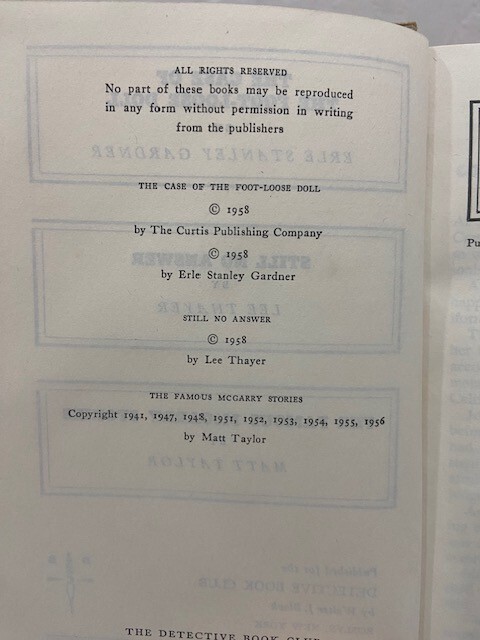 ALL RIGHTS RESERVED
No part of these books may be reproduced
in any form without permission in writing
from the publishers
THE CASE OF THE FOOT-LOOSE DOLL
© 1958
by The Curtis Publishing Company
© 1958
by Erle Stanley Gardner
STILL NO ANSWER
© 1958
by Lee Thayer
THE FAMOUS MCGARRY STORIES
Copyright 1941, 1947, 1948, 1951, 1952, 1953, 1954, 1955, 1956
by Matt Taylor
THE DETECTIVE BOOK CLUB
Pu